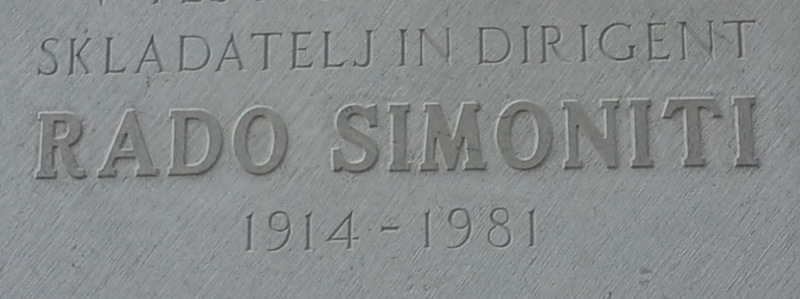 SKLADATELJ IN DIRIGENT
RADO SIMONITI
1914 - 1981